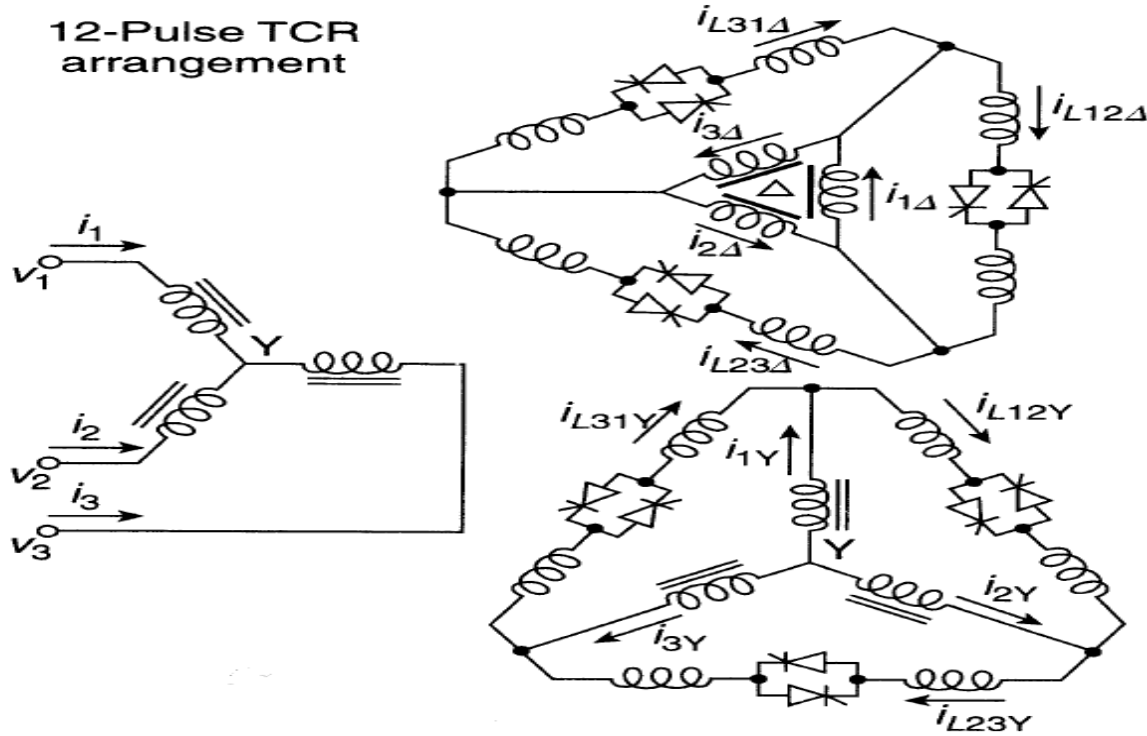 12-Pulse TCR
arrangement
iL31Δ
iL12Δ
i3Δ
Δ
i1Δ
i2Δ
iL23Δ
i1
v1
Y
i2
v2
i3
v3
iL31Y
iL12Y
i1Y
Y
i2Y
i3Y
iL23Y